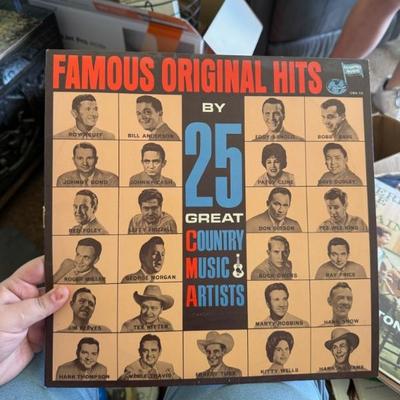 FAMOUS ORIGINAL HITS
BY
25
GREAT
COUNTRY
MUSIC
ARTISTS
ROY ACUFF
BILL ANDERSON
EDDY ARNOLD
BOBBY BARE
JOHNNY BOND
JOHNNY CASH
PATSY CLINE
DAVE DUDLEY
RED FOLEY
LEFTY FRIZZELL
DON GIBSON
PEE WEE KING
ROGER MILLER
GEORGE MORGAN
BUCK OWENS
RAY PRICE
JIM REEVES
TEX RITTER
MARTY ROBBINS
HANK SNOW
HANK THOMPSON
MERLE TRAVIS
ERNEST TUBB
KITTY WELLS
HANK WILLIAMS